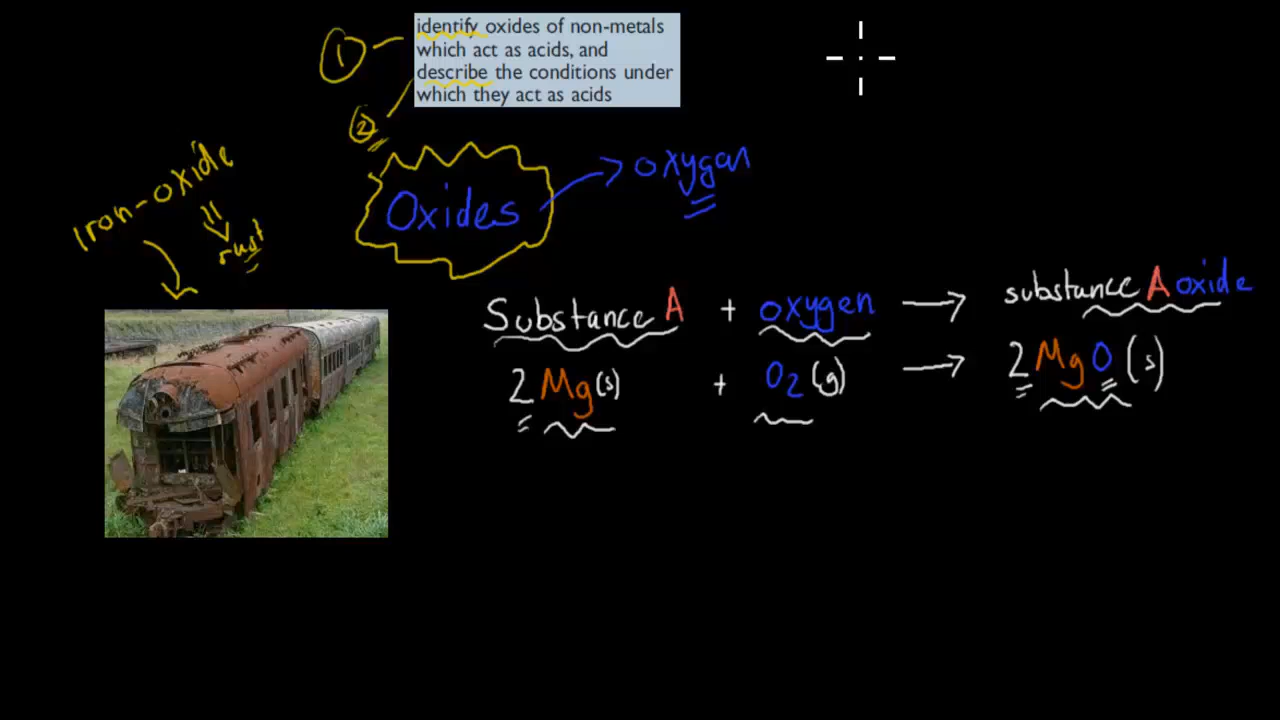 ① identify oxides of non-metals
which act as acids, and
② describe the conditions under
which they act as acids
Iron-oxide
rust
Oxides
oxygen
Substance A + oxygen → substance A oxide
2 Mg(s) + O₂(g) → 2 MgO(s)